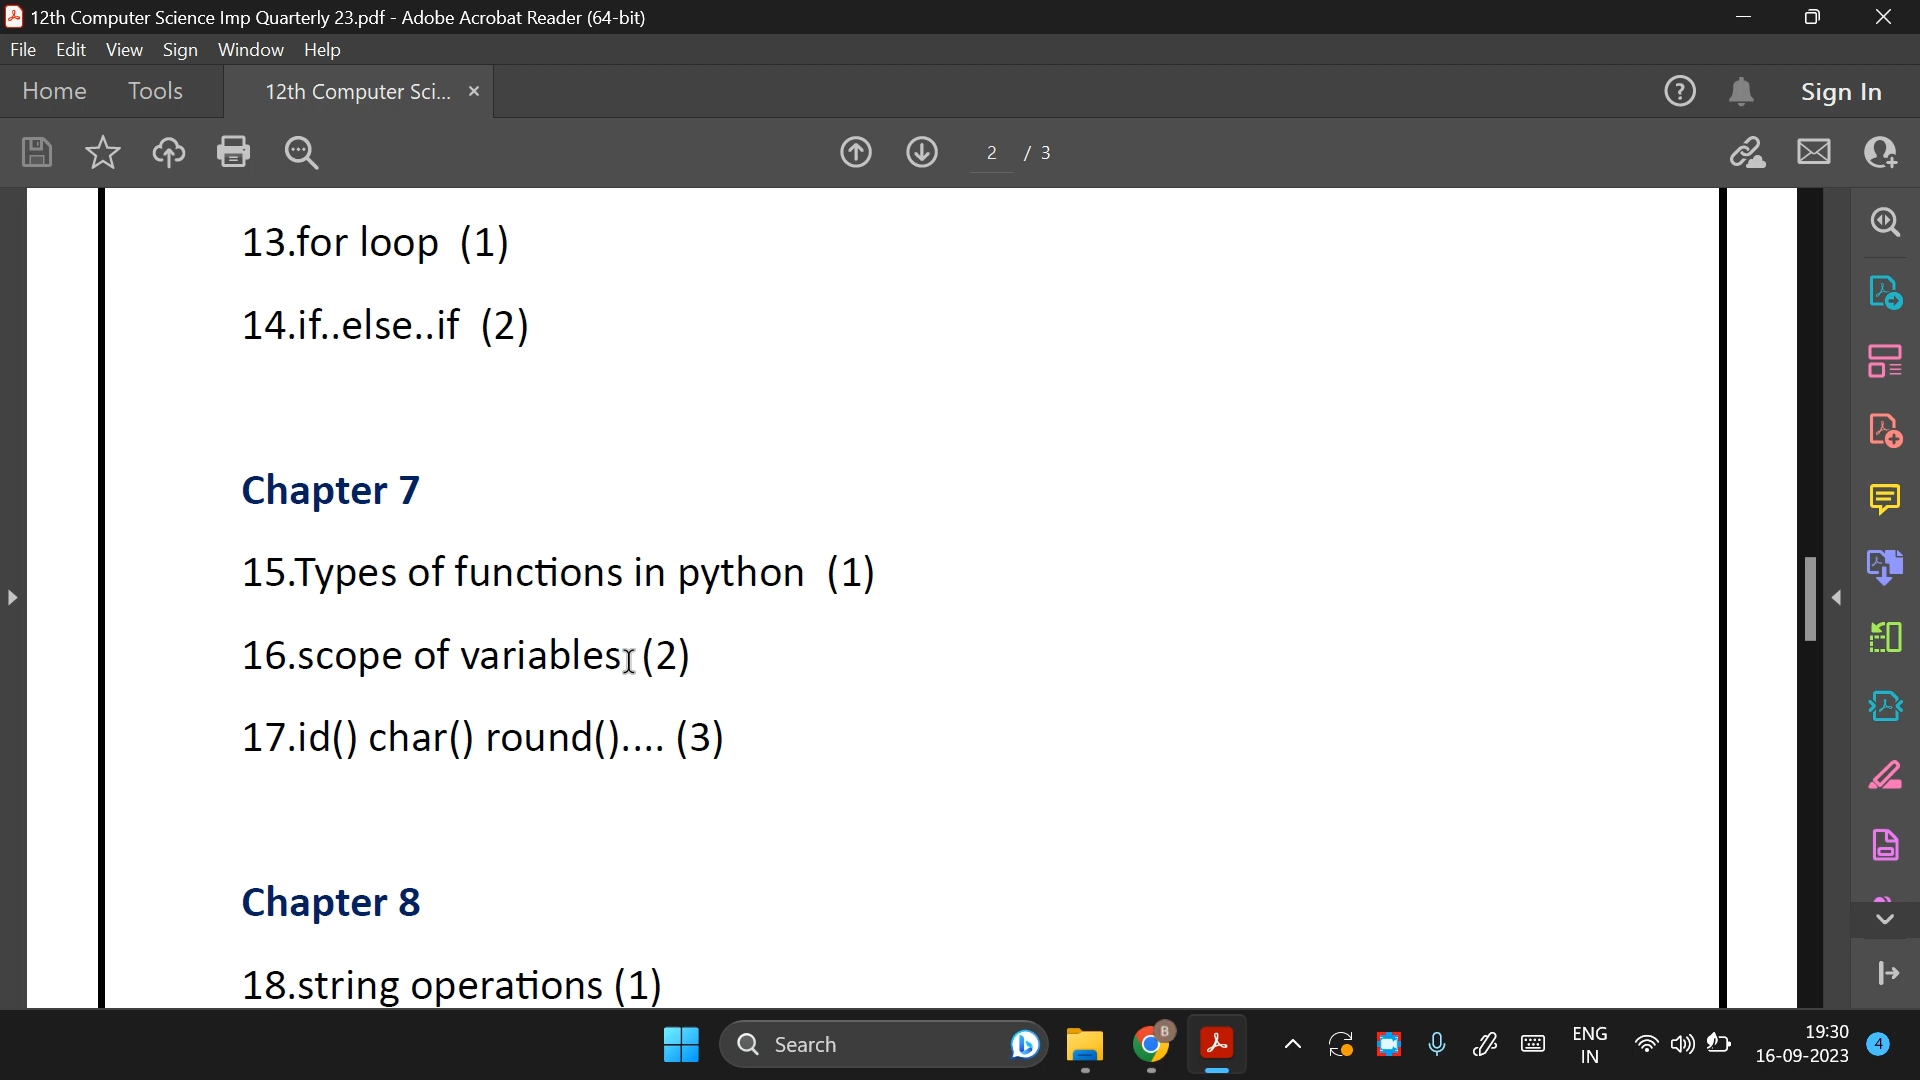 12th Computer Science Imp Quarterly 23.pdf - Adobe Acrobat Reader (64-bit)
File Edit View Sign Window Help
Home Tools 12th Computer Sci... × Sign In
2 / 3
13.for loop (1)
14.if..else..if (2)
Chapter 7
15.Types of functions in python (1)
16.scope of variables (2)
17.id() char() round().... (3)
Chapter 8
18.string operations (1)
Search B ENG 19:30
IN 16-09-2023 4